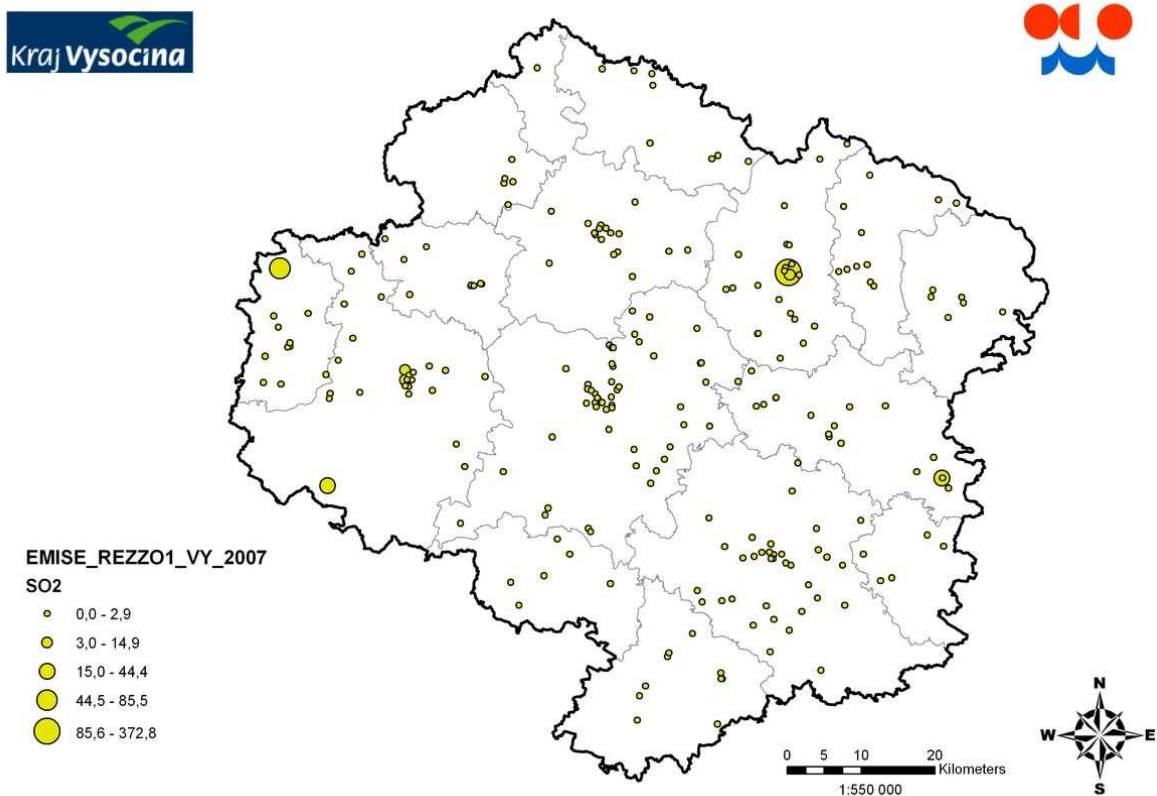 Kraj Vysočina
EMISE_REZZO1_VY_2007
SO2
0,0 - 2,9
3,0 - 14,9
15,0 - 44,4
44,5 - 85,5
85,6 - 372,8
N
W E
S
0 5 10 20
Kilometers
1:550 000